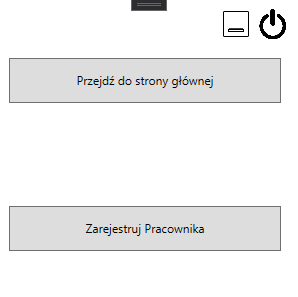 Przejdź do strony głównej
Zarejestruj Pracownika